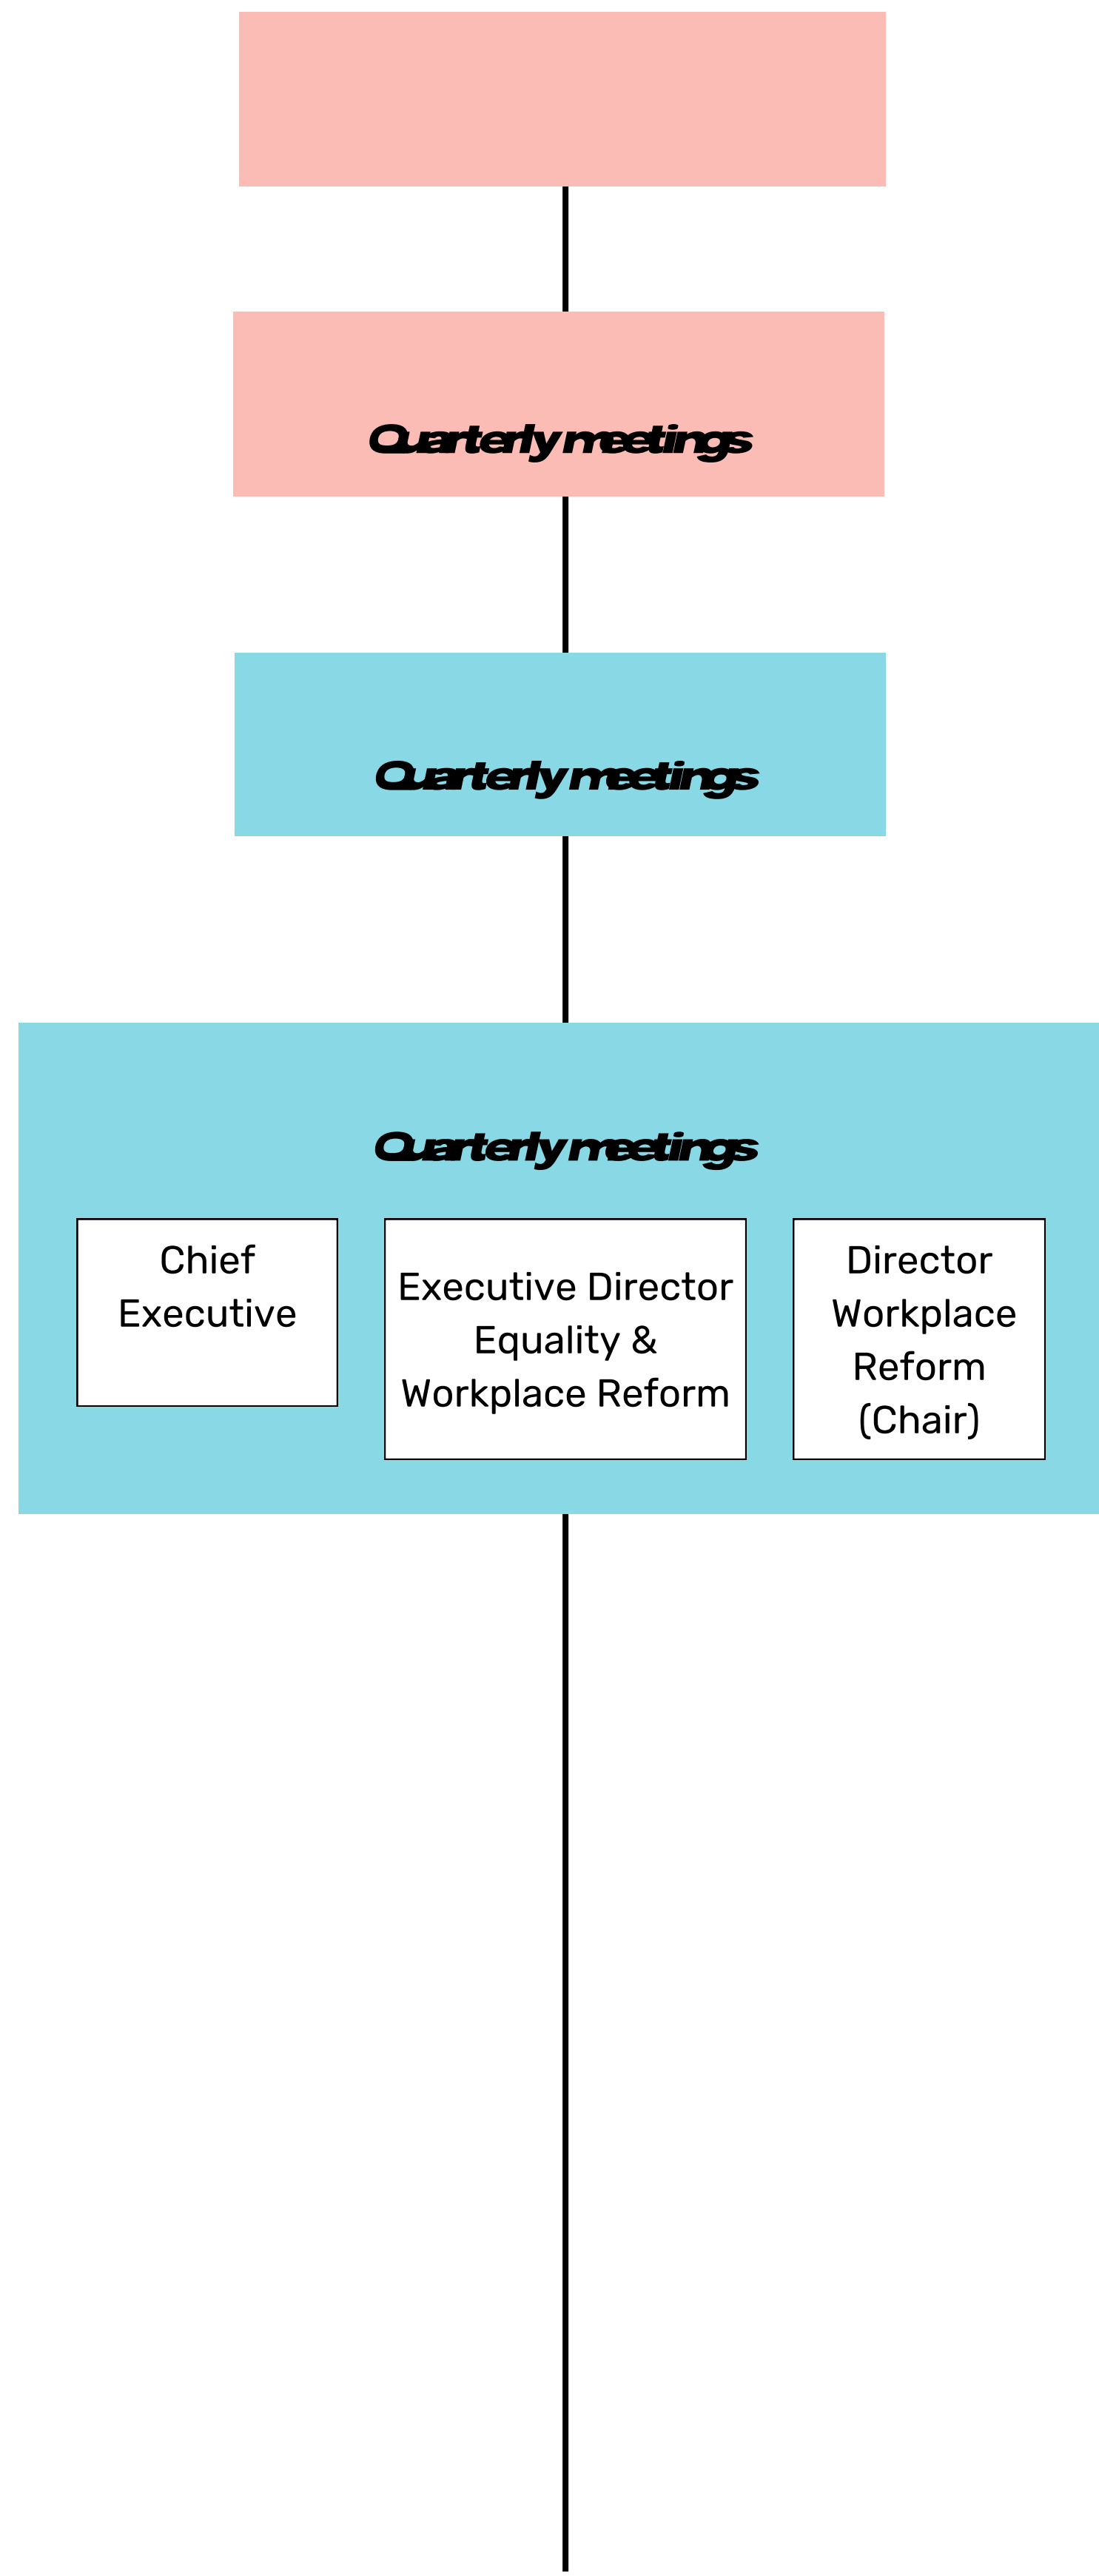 Quarterly meetings
Quarterly meetings
Quarterly meetings
Chief
Executive
Executive Director
Equality &
Workplace Reform
Director
Workplace
Reform
(Chair)